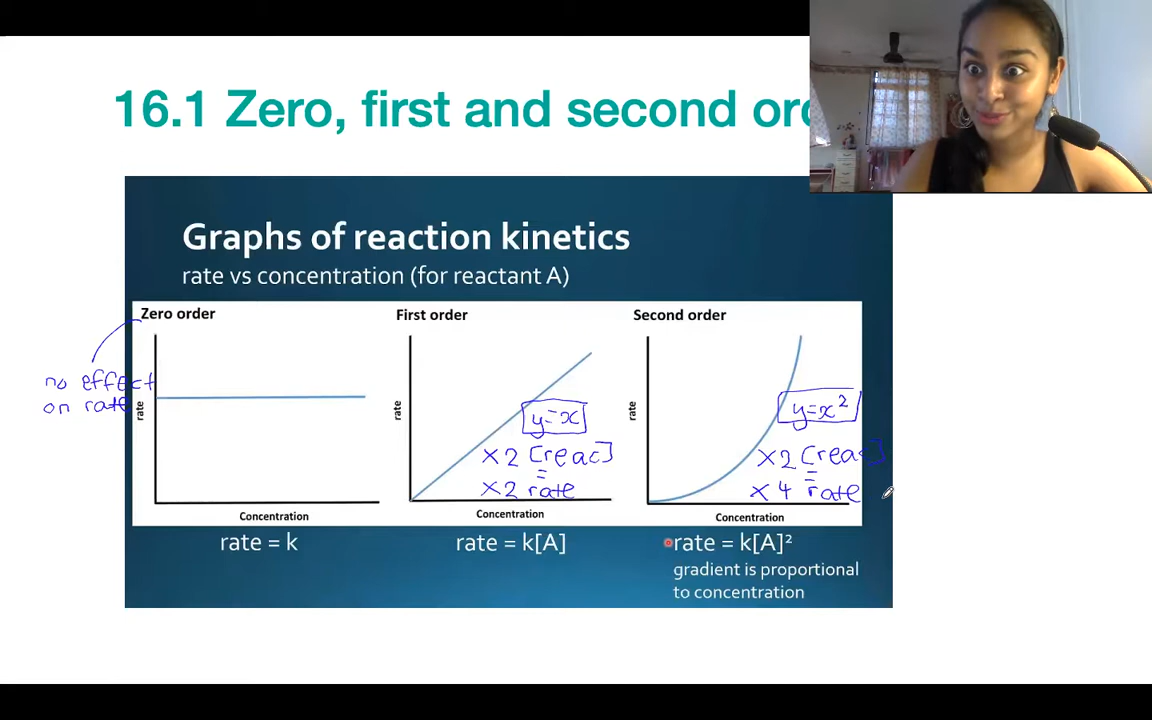 16.1 Zero, first and second
Graphs of reaction kinetics
rate vs concentration (for reactant A)
Zero order
no effect
on rate
rate
Concentration
rate = k
First order
rate
y=x
×2 [reac]
=
×2 rate
Concentration
rate = k[A]
Second order
rate
y=x²
×2 [reac]
=
×4 rate
Concentration
rate = k[A]²
gradient is proportional
to concentration